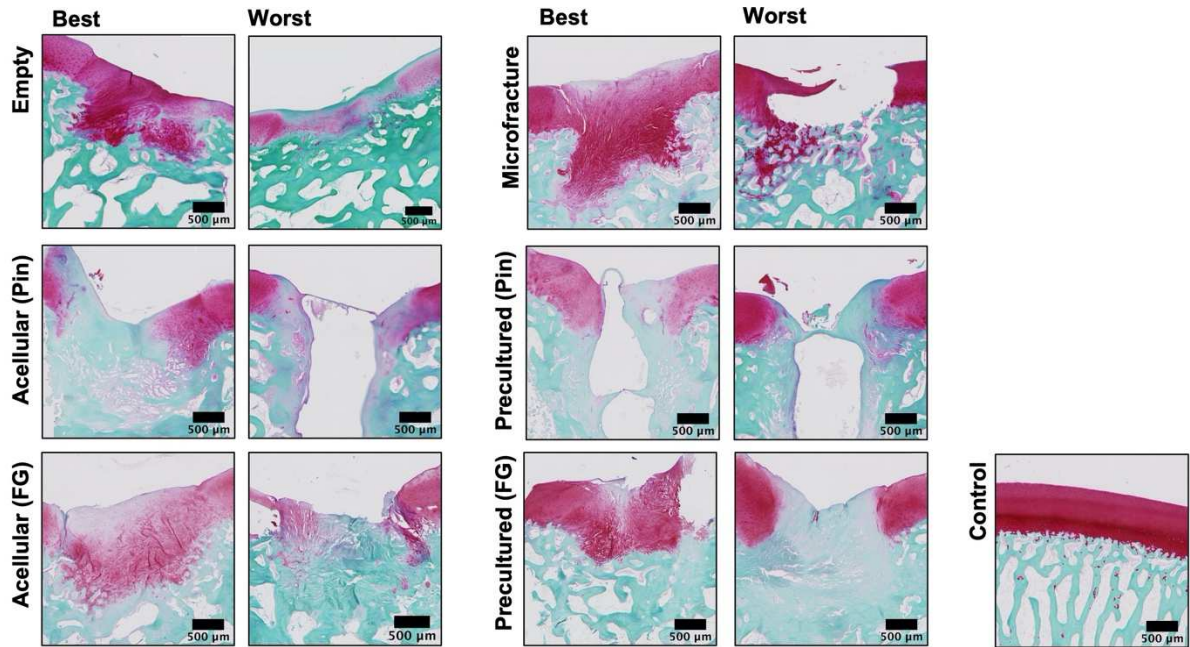 Best Worst Best Worst
Empty
500 µm
500 µm
Microfracture
500 µm
500 µm
Acellular (Pin)
500 µm
500 µm
Precultured (Pin)
500 µm
500 µm
Acellular (FG)
500 µm
500 µm
Precultured (FG)
500 µm
500 µm
Control
500 µm